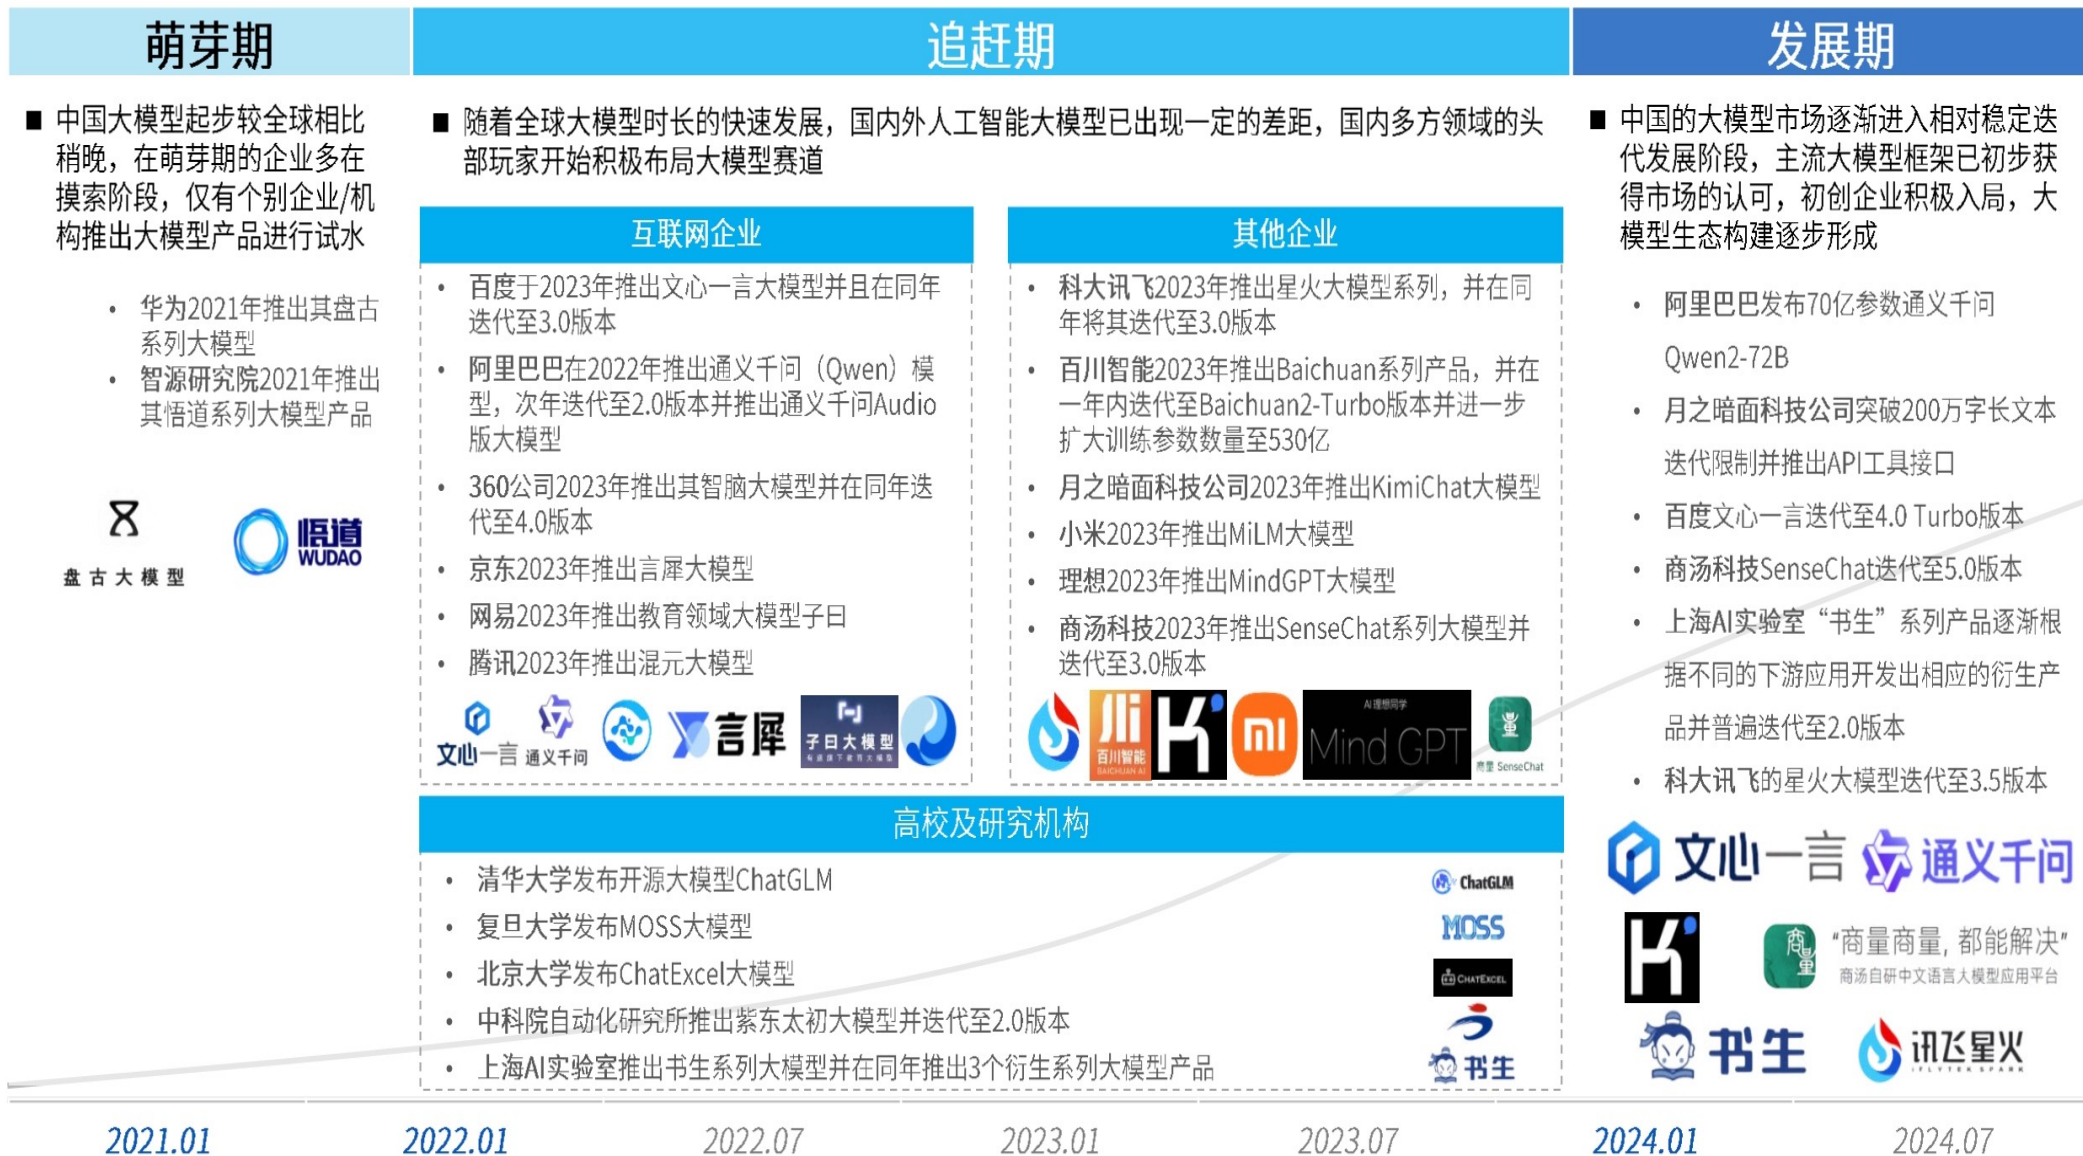 萌芽期
追赶期
发展期
■ 中国大模型起步较全球相比
稍晚，在萌芽期的企业多在
摸索阶段，仅有个别企业/机
构推出大模型产品进行试水
• 华为2021年推出其盘古
系列大模型
• 智源研究院2021年推出
其悟道系列大模型产品
盘古大模型
悟道
WUDAO
■ 随着全球大模型时长的快速发展，国内外人工智能大模型已出现一定的差距，国内多方领域的头
部玩家开始积极布局大模型赛道
互联网企业
• 百度于2023年推出文心一言大模型并且在同年
迭代至3.0版本
• 阿里巴巴在2022年推出通义千问（Qwen）模
型，次年迭代至2.0版本并推出通义千问Audio
版大模型
• 360公司2023年推出其智脑大模型并在同年迭
代至4.0版本
• 京东2023年推出言犀大模型
• 网易2023年推出教育领域大模型子曰
• 腾讯2023年推出混元大模型
文心一言
通义千问
言犀
子曰大模型
其他企业
• 科大讯飞2023年推出星火大模型系列，并在同
年将其迭代至3.0版本
• 百川智能2023年推出Baichuan系列产品，并在
一年内迭代至Baichuan2-Turbo版本并进一步
扩大训练参数数量至530亿
• 月之暗面科技公司2023年推出KimiChat大模型
• 小米2023年推出MiLM大模型
• 理想2023年推出MindGPT大模型
• 商汤科技2023年推出SenseChat系列大模型并
迭代至3.0版本
百川智能
BAICHUAN AI
K
mi
AI 理想同学
Mind GPT
商量
商量 SenseChat
高校及研究机构
• 清华大学发布开源大模型ChatGLM
• 复旦大学发布MOSS大模型
• 北京大学发布ChatExcel大模型
• 中科院自动化研究所推出紫东太初大模型并迭代至2.0版本
• 上海AI实验室推出书生系列大模型并在同年推出3个衍生系列大模型产品
ChatGLM
MOSS
CHATEXCEL
书生
■ 中国的大模型市场逐渐进入相对稳定迭
代发展阶段，主流大模型框架已初步获
得市场的认可，初创企业积极入局，大
模型生态构建逐步形成
• 阿里巴巴发布70亿参数通义千问
Qwen2-72B
• 月之暗面科技公司突破200万字长文本
迭代限制并推出API工具接口
• 百度文心一言迭代至4.0 Turbo版本
• 商汤科技SenseChat迭代至5.0版本
• 上海AI实验室“书生”系列产品逐渐根
据不同的下游应用开发出相应的衍生产
品并普遍迭代至2.0版本
• 科大讯飞的星火大模型迭代至3.5版本
文心一言
通义千问
K
商量
“商量商量, 都能解决”
商汤自研中文语言大模型应用平台
书生
讯飞星火
IFLYTEK SPARK
2021.01
2022.01
2022.07
2023.01
2023.07
2024.01
2024.07